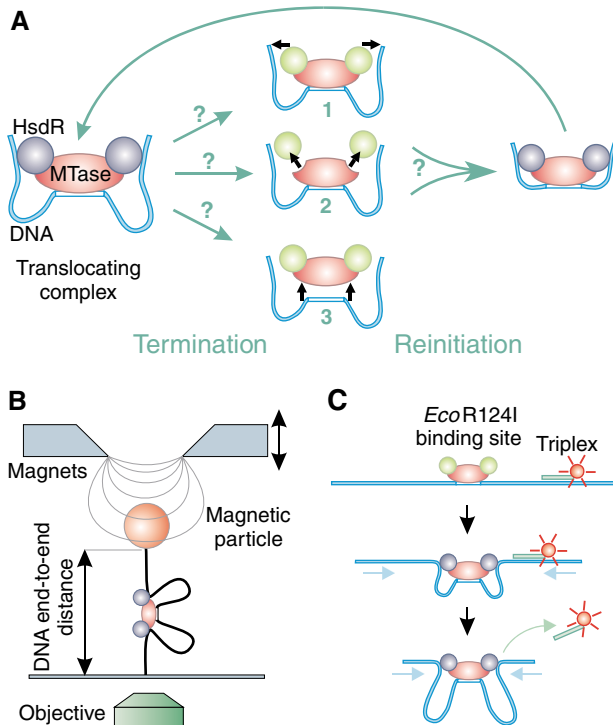 A
HsdR
MTase
DNA
Translocating
complex
?
?
?
1
2
3
?
Termination
Reinitiation
B
Magnets
Magnetic
particle
DNA end-to-end
distance
Objective
C
EcoR124I
binding site
Triplex